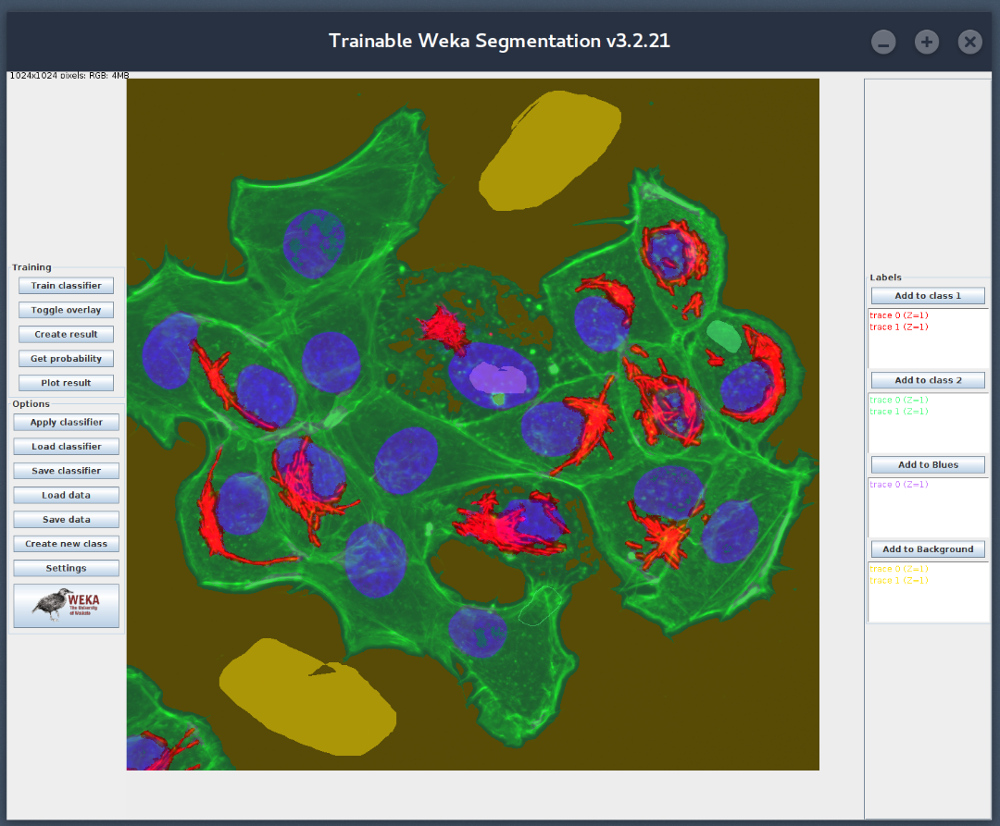 Trainable Weka Segmentation v3.2.21
1024x1024 pixels: RGB: 4MB
Training
Train classifier
Toggle overlay
Create result
Get probability
Plot result
Options
Apply classifier
Load classifier
Save classifier
Load data
Save data
Create new class
Settings
WEKA
The University
of Waikato
Labels
Add to class 1
trace 0 (Z=1)
trace 1 (Z=1)
Add to class 2
trace 0 (Z=1)
trace 1 (Z=1)
Add to Blues
trace 0 (Z=1)
Add to Background
trace 0 (Z=1)
trace 1 (Z=1)